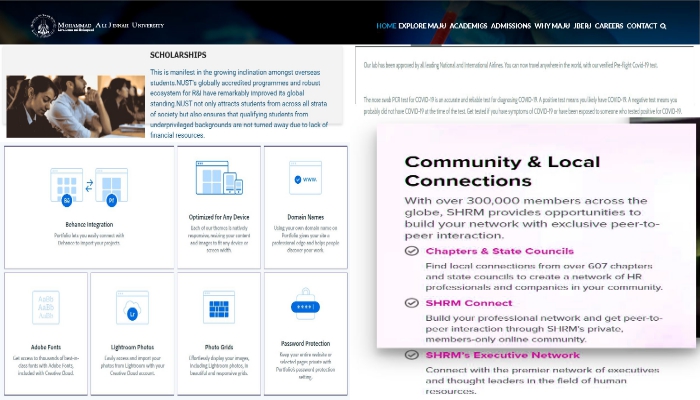 MOHAMMAD ALI JINNAH UNIVERSITY
HOME EXPLORE MAJU ACADEMICS ADMISSIONS WHY MAJU JBERJ CAREERS CONTACT
SCHOLARSHIPS
This is manifest in the growing inclination amongst overseas
students.NUST's globally accredited programmes and robust
ecosystem for R&I have remarkably improved its global
standing.NUST not only attracts students from across all strata
of society but also ensures that qualifying students from
underprivileged backgrounds are not turned away due to lack of
financial resources.
Our lab has been approved by all leading National and International Airlines. You can now travel anywhere in the world, with our verified Pre-flight Covid-19 test.
The nose swab PCR test for COVID-19 is an accurate and reliable test for diagnosing COVID-19. A positive test means you likely have COVID-19. A negative test means you
probably did not have COVID-19 at the time of the test. Get tested if you have symptoms of COVID-19 or have been exposed to someone who tested positive for COVID-19.
Bē
Pf
Behance Integration
Portfolio lets you easily connect with
Behance to import your projects.
Optimized for Any Device
Each of our themes is natively
responsive, making your content
and images to fit any device or
screen width.
WWW.
Domain Names
Using your own domain name on
Portfolio gives your site a
professional edge and helps people
discover your work.
AaBb
AaBb
AaBb
Adobe Fonts
Get access to thousands of best-in-
class fonts with Adobe Fonts,
included with Creative Cloud.
Lr
Lightroom Photos
Easily access and import your
photos from Lightroom with your
Creative Cloud account.
Photo Grids
Effortlessly display your images,
including Lightroom photos, in
beautiful and responsive grids.
Password Protection
Keep your entire website or
selected pages private with
Portfolio's password protection
setting.
Community & Local
Connections
With over 300,000 members across the
globe, SHRM provides opportunities to
build your network with exclusive peer-to-
peer interaction.
Chapters & State Councils
Find local connections from over 607 chapters
and state councils to create a network of HR
professionals and companies in your community.
SHRM Connect
Build your professional network and get peer-to-
peer interaction through SHRM's private,
members-only online community.
SHRM's Executive Network
Connect with the premier network of executives
and thought leaders in the field of human
resources.